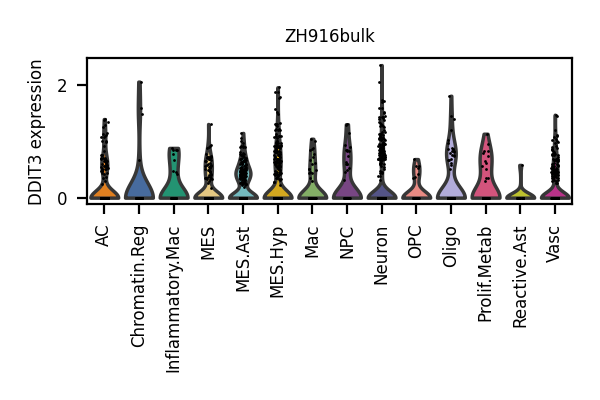 ZH916bulk
DDIT3 expression
2
0
AC
Chromatin.Reg
Inflammatory.Mac
MES
MES.Ast
MES.Hyp
Mac
NPC
Neuron
OPC
Oligo
Prolif.Metab
Reactive.Ast
Vasc